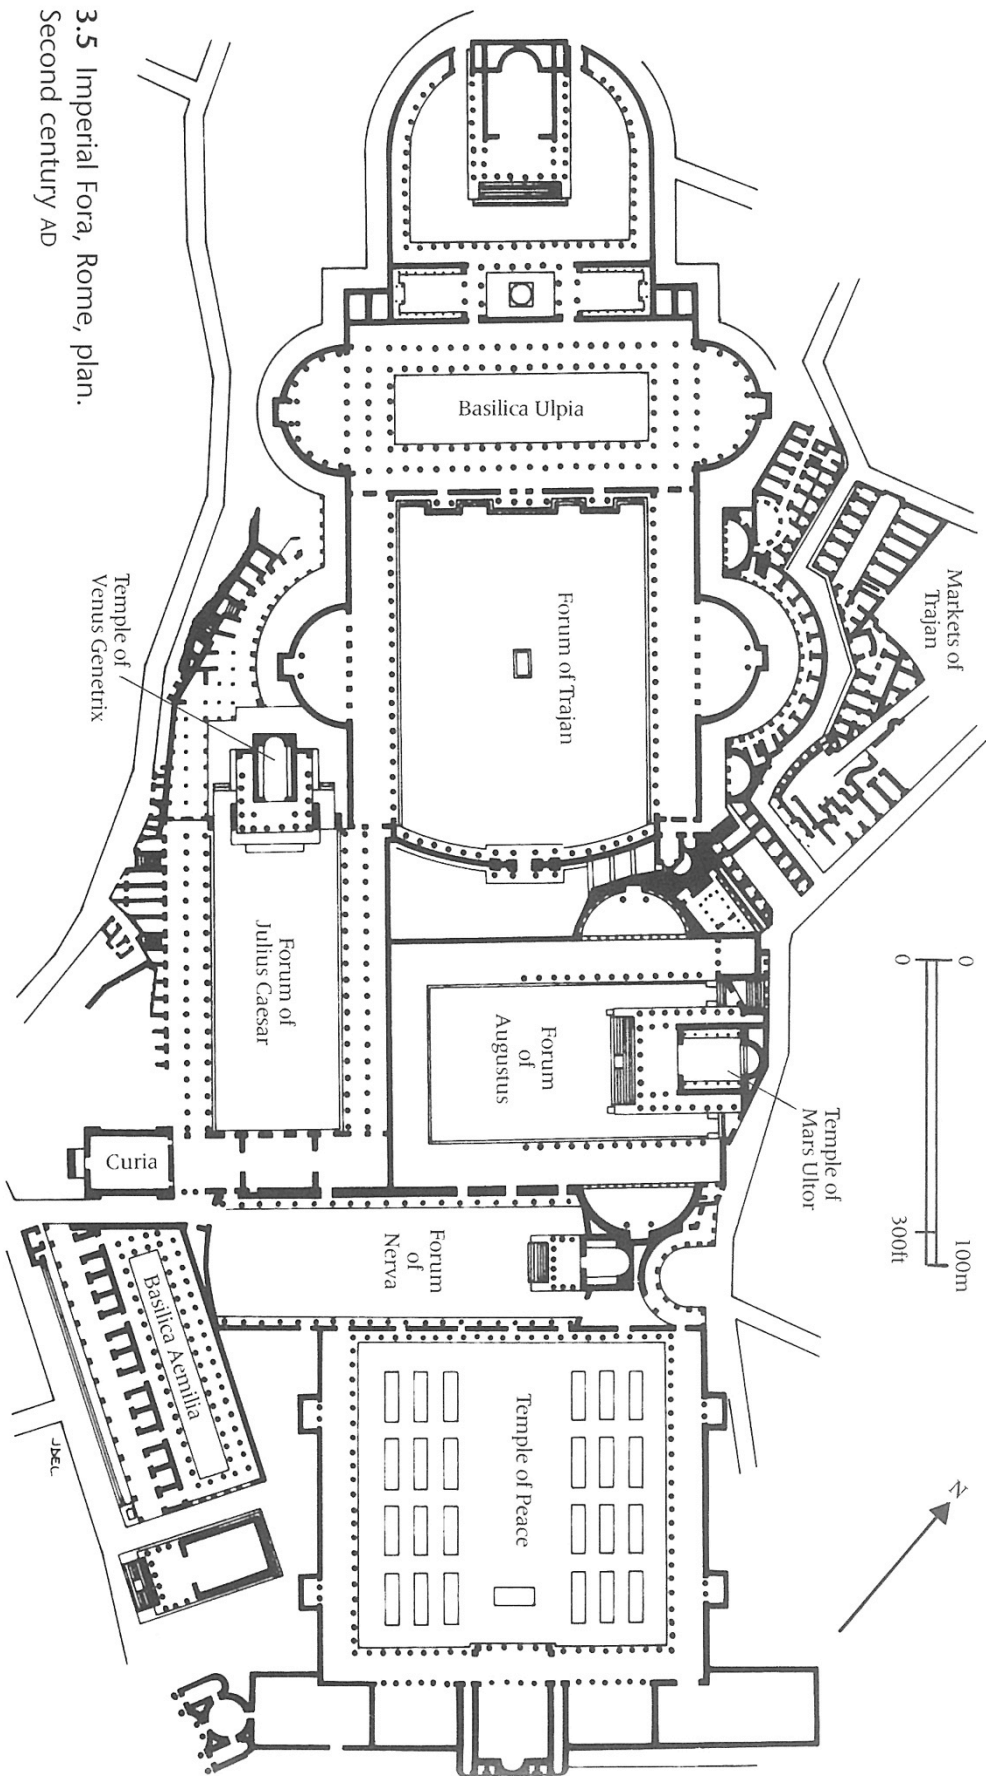 3.5 Imperial Fora, Rome, plan.
Second century AD
Basilica Ulpia
Markets of
Trajan
Forum of Trajan
Temple of
Venus Genetrix
Forum of
Julius Caesar
Forum
of
Augustus
Temple of
Mars Ultor
0
0
100m
300ft
Curia
Forum
of
Nerva
Basilica Aemilia
Temple of Peace
JDEL
N